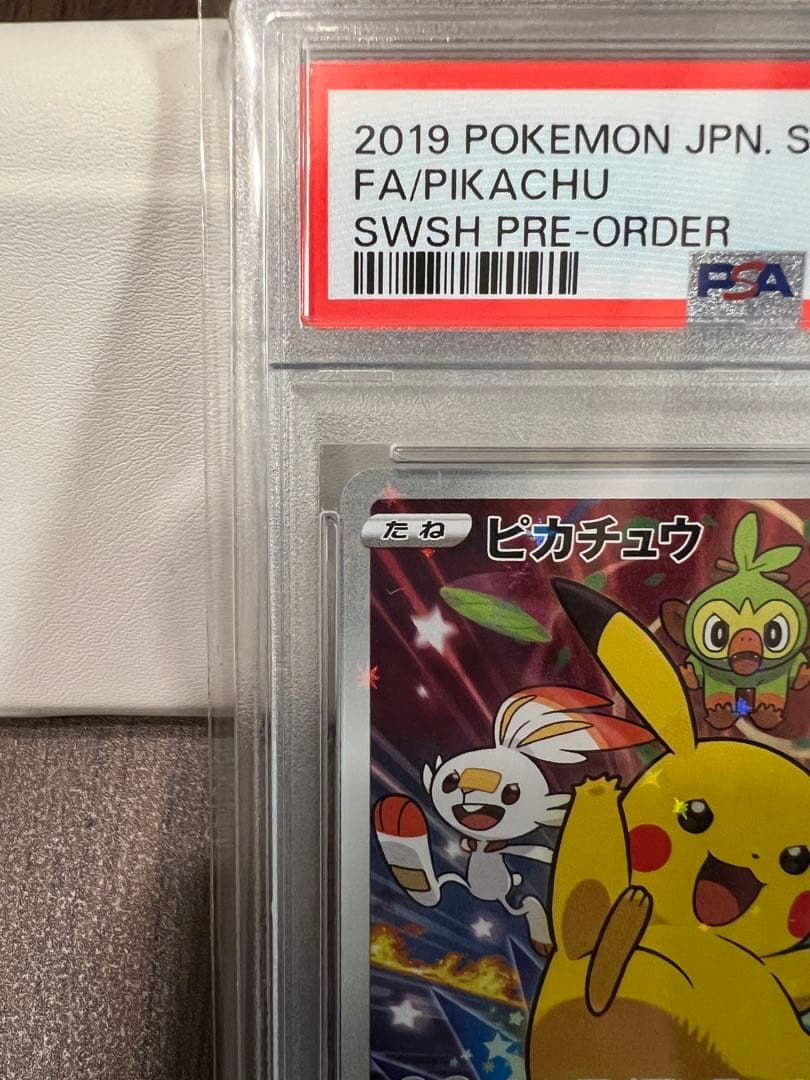 2019 POKEMON JPN. S
FA/PIKACHU
SWSH PRE-ORDER
PSA
たね ピカチュウ